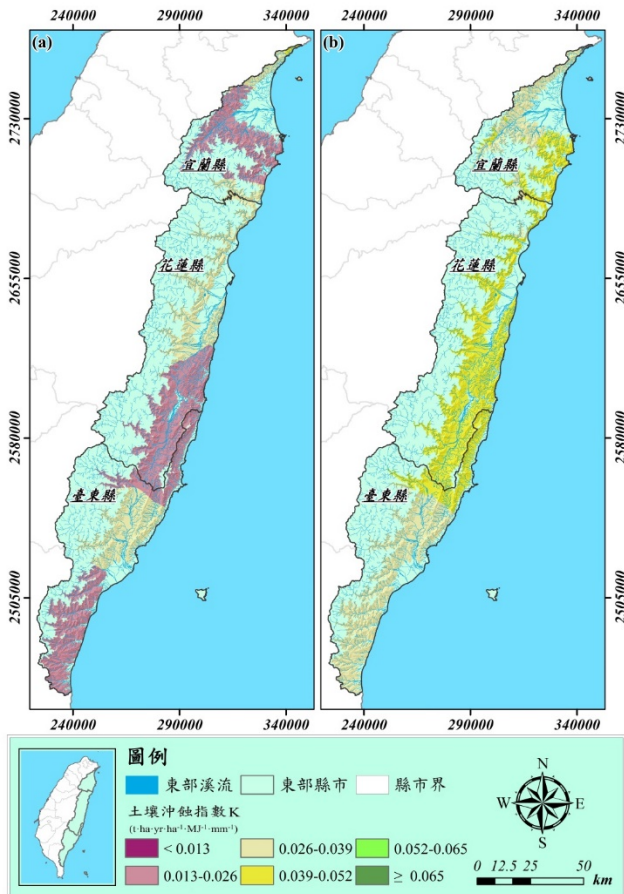 240000 290000 340000 240000 290000 340000
(a) (b)
2730000 2730000
宜蘭縣 宜蘭縣
花蓮縣 花蓮縣
2655000 2655000
2580000 2580000
臺東縣 臺東縣
2505000 2505000
240000 290000 340000 240000 290000 340000
圖例
東部溪流 東部縣市 縣市界
土壤沖蝕指數K
(t·ha·yr·ha⁻¹·MJ⁻¹·mm⁻¹)
< 0.013 0.026-0.039 0.052-0.065
0.013-0.026 0.039-0.052 ≥ 0.065
N
W E
S
0 12.5 25 50
km